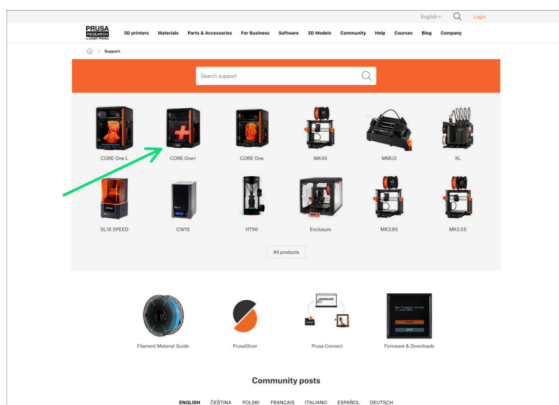 English
Login
PRUSA
RESEARCH
by JOSEF PRUSA
3D printers Materials Parts & Accessories For Business Software 3D Models Community Help Courses Blog Company
Support
Search support
CORE One L CORE One+ CORE One MK4S MMU3 XL
SL1S SPEED CW1S HT90 Enclosure MK3.9S MK3.5S
All products
Filament Material Guide PrusaSlicer Prusa Connect Firmware & Downloads
Community posts
ENGLISH ČEŠTINA POLSKI FRANÇAIS ITALIANO ESPAÑOL DEUTSCH